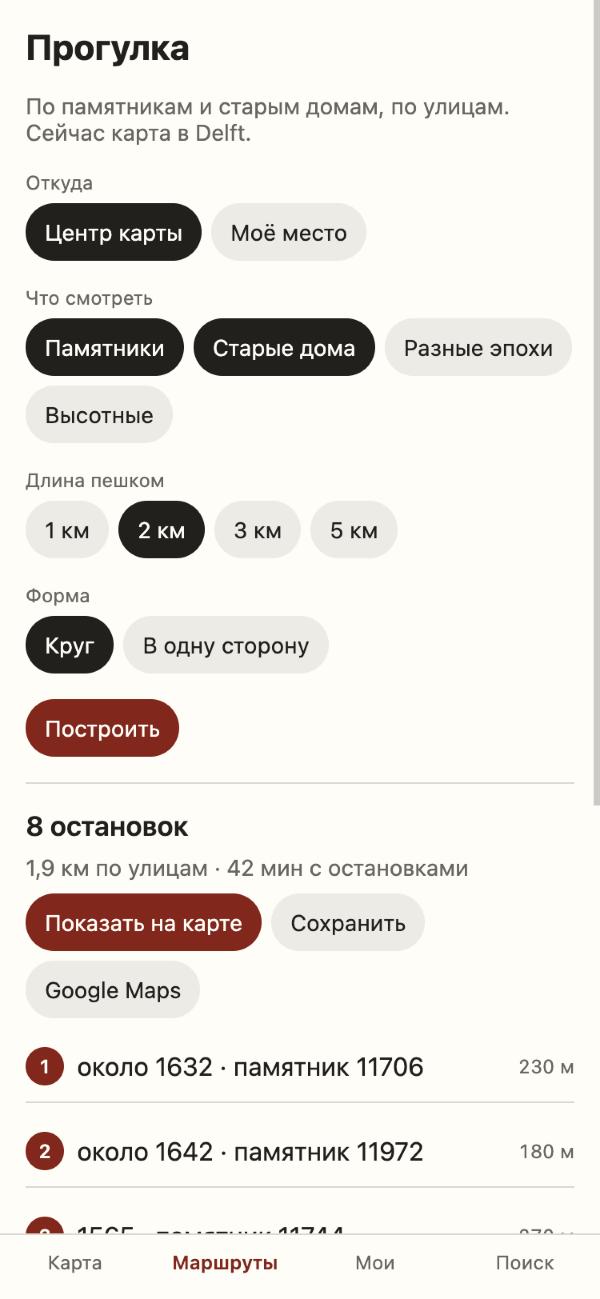 Прогулка
По памятникам и старым домам, по улицам.
Сейчас карта в Delft.
Откуда
Центр карты Моё место
Что смотреть
Памятники Старые дома Разные эпохи
Высотные
Длина пешком
1 км 2 км 3 км 5 км
Форма
Круг В одну сторону
Построить
8 остановок
1,9 км по улицам · 42 мин с остановками
Показать на карте Сохранить
Google Maps
1 около 1632 · памятник 11706 230 м
2 около 1642 · памятник 11972 180 м
1565 · памятник 11744
Карта Маршруты Мои Поиск